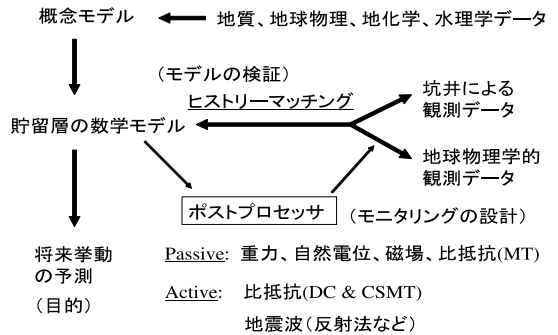 概念モデル
地質、地球物理、地化学、水理学データ
（モデルの検証）
ヒストリーマッチング
坑井による
観測データ
貯留層の数学モデル
地球物理学的
観測データ
ポストプロセッサ
（モニタリングの設計）
将来挙動
の予測
（目的）
Passive: 重力、自然電位、磁場、比抵抗(MT)
Active: 比抵抗(DC & CSMT)
地震波（反射法など）